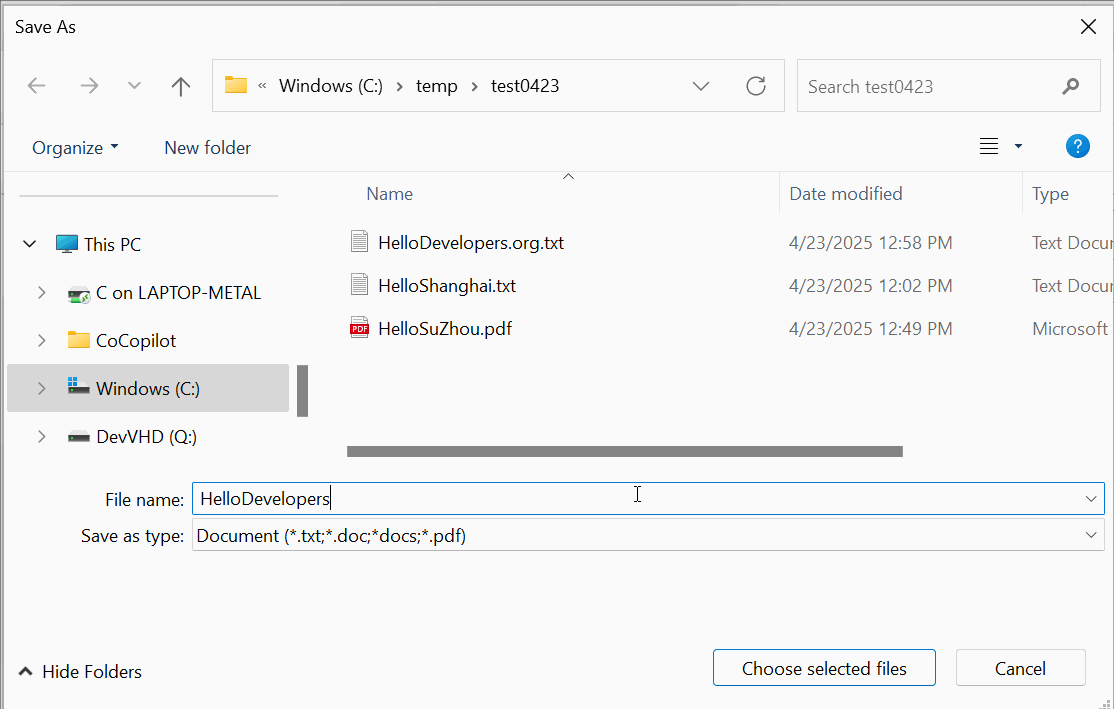 Save As
« Windows (C:) > temp > test0423
Search test0423
Organize
New folder
?
Name Date modified Type
This PC
C on LAPTOP-METAL
CoCopilot
Windows (C:)
DevVHD (Q:)
HelloDevelopers.org.txt 4/23/2025 12:58 PM Text Docum
HelloShanghai.txt 4/23/2025 12:02 PM Text Docum
PDF HelloSuZhou.pdf 4/23/2025 12:49 PM Microsoft
File name: HelloDevelopers
Save as type: Document (*.txt;*.doc;*docs;*.pdf)
Hide Folders
Choose selected files
Cancel